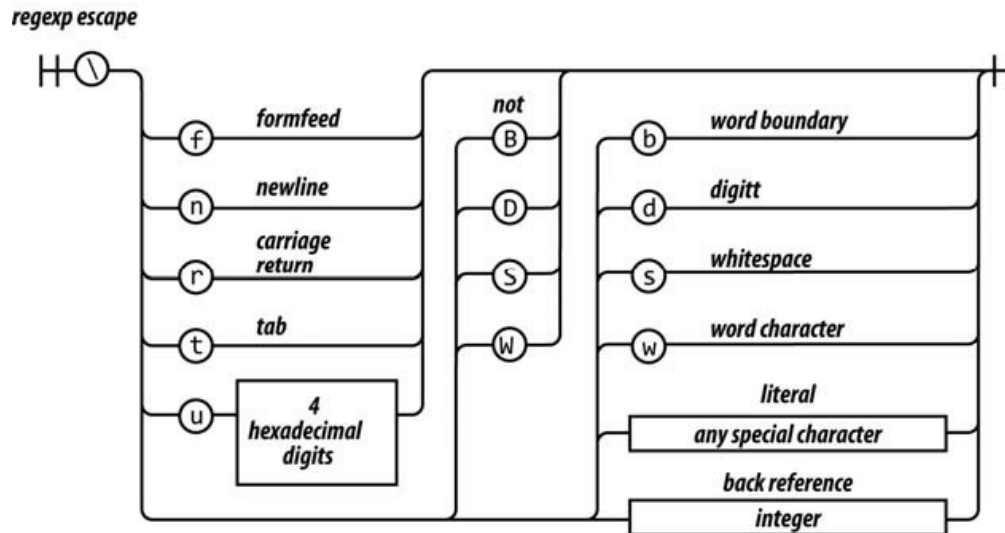 regexp escape
\
not
f formfeed B b word boundary
n newline D d digitt
r carriage return S s whitespace
t tab W w word character
u 4 hexadecimal digits
literal
any special character
back reference
integer